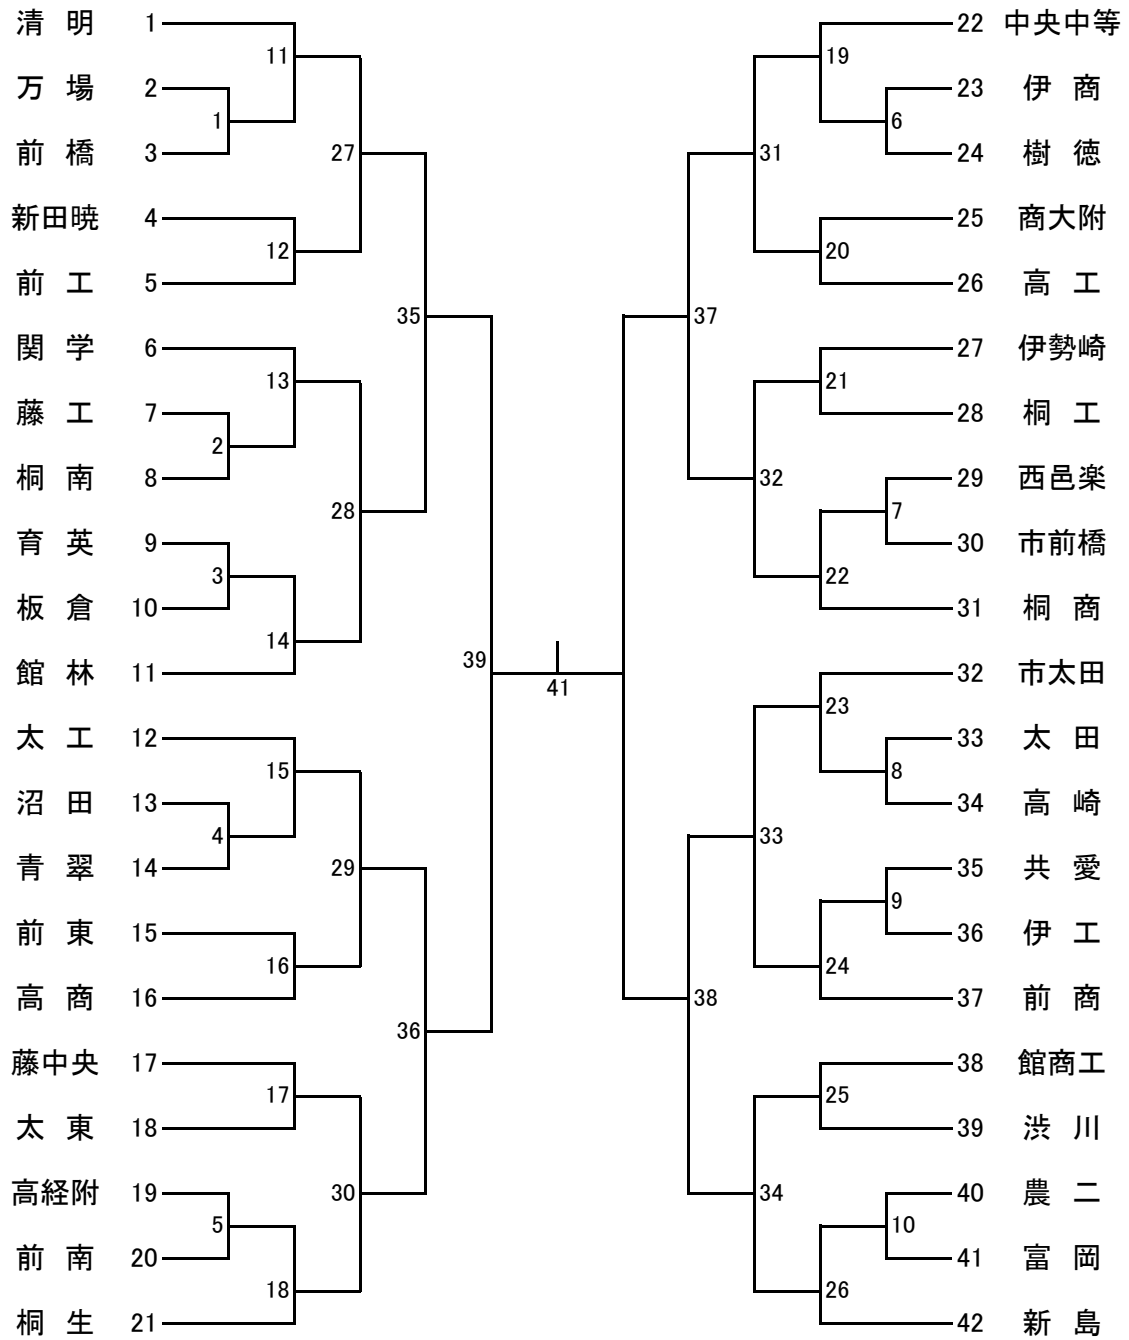 清明 1 22 中央中等
11 19
万場 2 23 伊商
1 6
前橋 3 27 31 24 樹徳
新田暁 4 25 商大附
12 20
前工 5 26 高工
35 37
関学 6 27 伊勢崎
13 21
藤工 7 28 桐工
2
桐南 8 32 29 西邑楽
28 7
育英 9 30 市前橋
3 22
板倉 10 31 桐商
14
39
館林 11 32 市太田
41
23
太工 12 33 太田
15 8
沼田 13 34 高崎
4 33
青翠 14 29 35 共愛
9
前東 15 36 伊工
16 24
高商 16 38 37 前商
36
藤中央 17 38 館商工
17 25
太東 18 39 渋川
高経附 19 30 34 40 農二
5 10
前南 20 41 富岡
18 26
桐生 21 42 新島